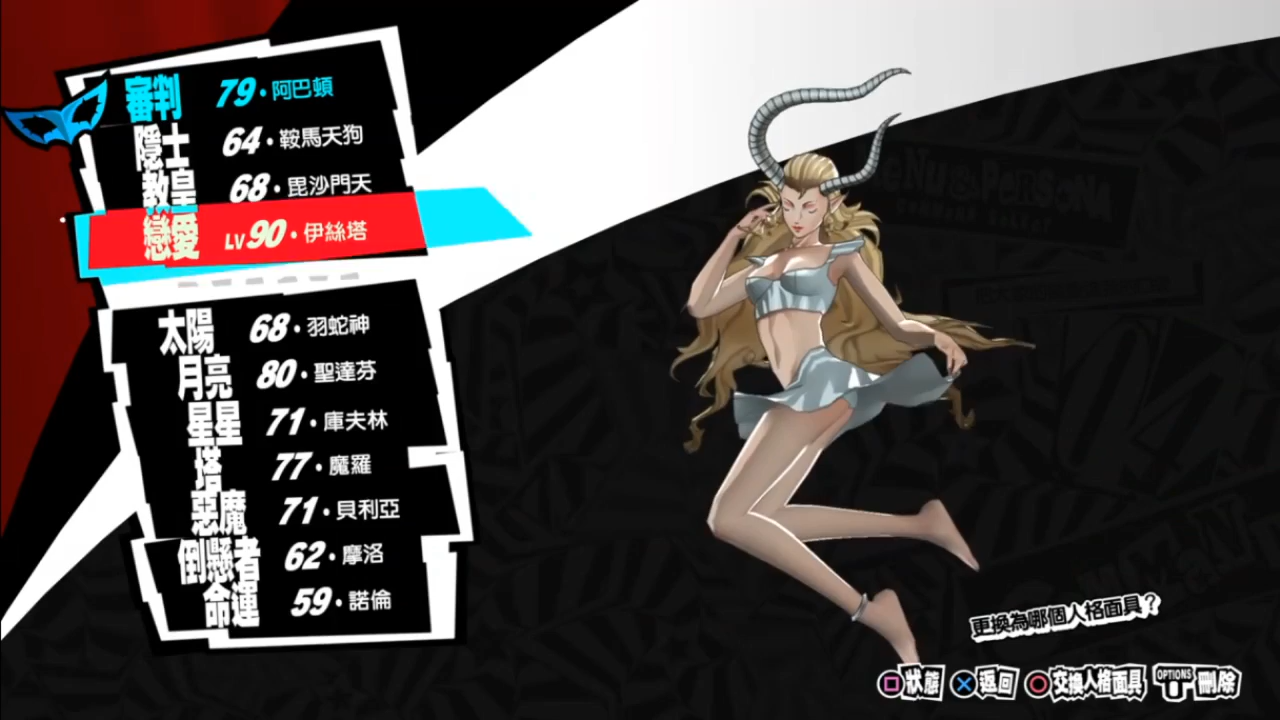 審判 79・阿巴頓
隱士 64・鞍馬天狗
教皇 68・毘沙門天
戀愛 LV90・伊絲塔
太陽 68・羽蛇神
月亮 80・聖達芬
星星 71・庫夫林
塔 77・魔羅
惡魔 71・貝利亞
倒懸者 62・摩洛
命運 59・諾倫
更換為哪個人格面具？
狀態 返回 交換人格面具 OPTIONS 刪除